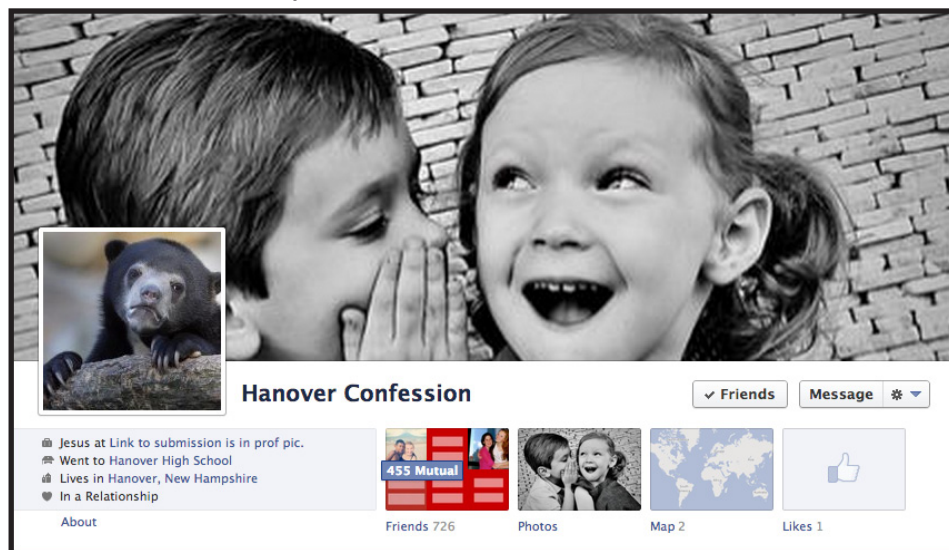 Hanover Confession
✓ Friends
Message
Jesus at Link to submission is in prof pic.
Went to Hanover High School
Lives in Hanover, New Hampshire
In a Relationship
About
455 Mutual
Friends 726
Photos
Map 2
Likes 1